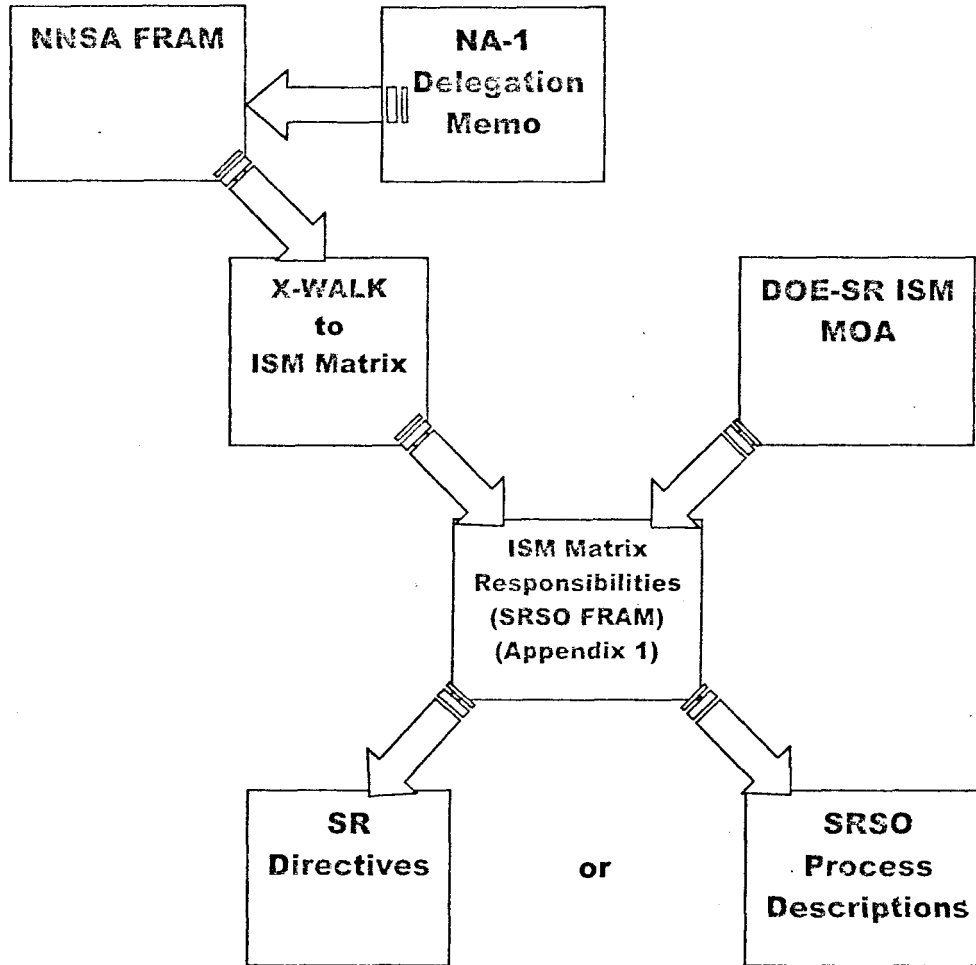 NNSA FRAM
NA-1
Delegation
Memo
X-WALK
to
ISM Matrix
DOE-SR ISM
MOA
ISM Matrix
Responsibilities
(SRSO FRAM)
(Appendix 1)
SR
Directives
or
SRSO
Process
Descriptions